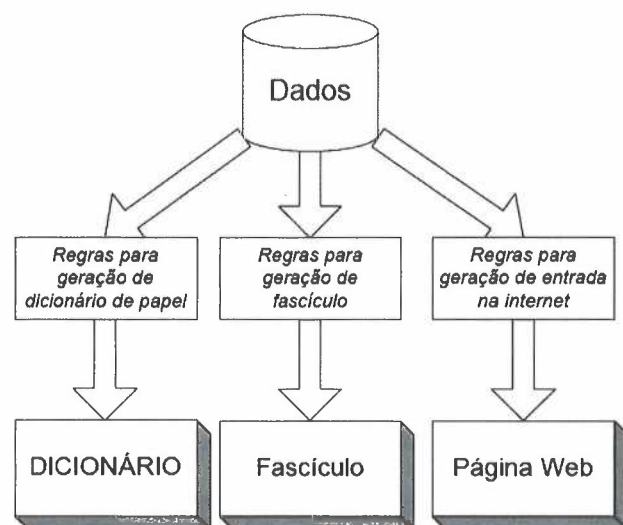 Dados
Regras para
geração de
dicionário de papel
Regras para
geração de
fascículo
Regras para
geração de entrada
na internet
DICIONÁRIO
Fascículo
Página Web